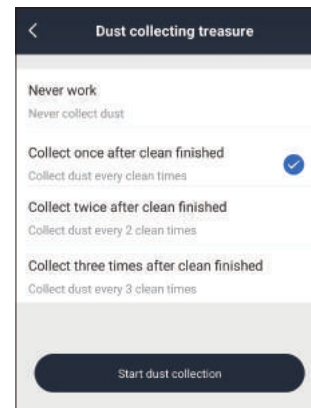 Dust collecting treasure
Never work
Never collect dust
Collect once after clean finished
Collect dust every clean times
Collect twice after clean finished
Collect dust every 2 clean times
Collect three times after clean finished
Collect dust every 3 clean times
Start dust collection